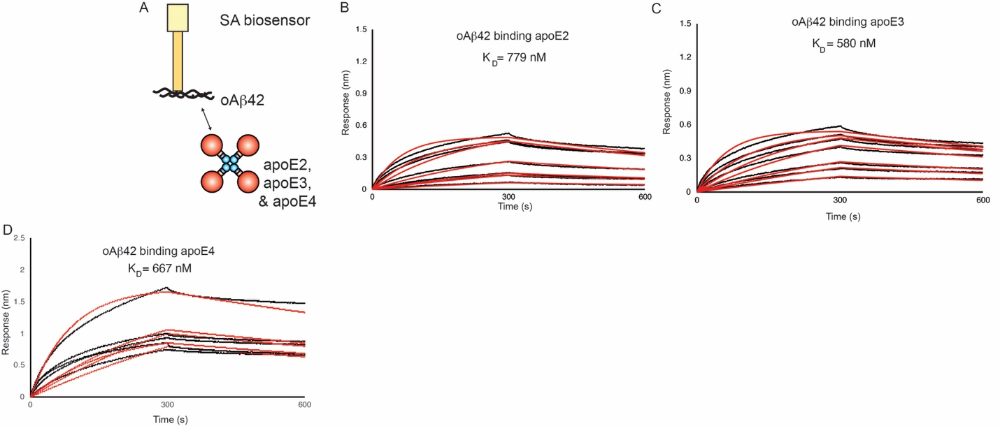 A
SA biosensor
oAβ42
apoE2,
apoE3,
& apoE4
B
oAβ42 binding apoE2
KD= 779 nM
Response (nm)
1.5
1.2
0.9
0.6
0.3
0
0
300
600
Time (s)
C
oAβ42 binding apoE3
KD= 580 nM
Response (nm)
1.5
1.2
0.9
0.6
0.3
0
0
300
600
Time (s)
D
oAβ42 binding apoE4
KD= 667 nM
Response (nm)
2.5
2
1.5
1
0.5
0
0
300
600
Time (s)